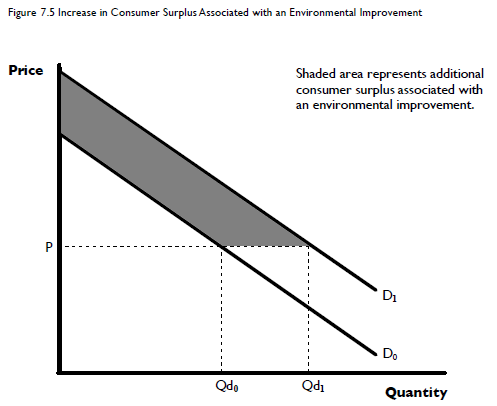 Figure 7.5 Increase in Consumer Surplus Associated with an Environmental Improvement
Price
Shaded area represents additional
consumer surplus associated with
an environmental improvement.
P
D₁
D₀
Qd₀
Qd₁
Quantity